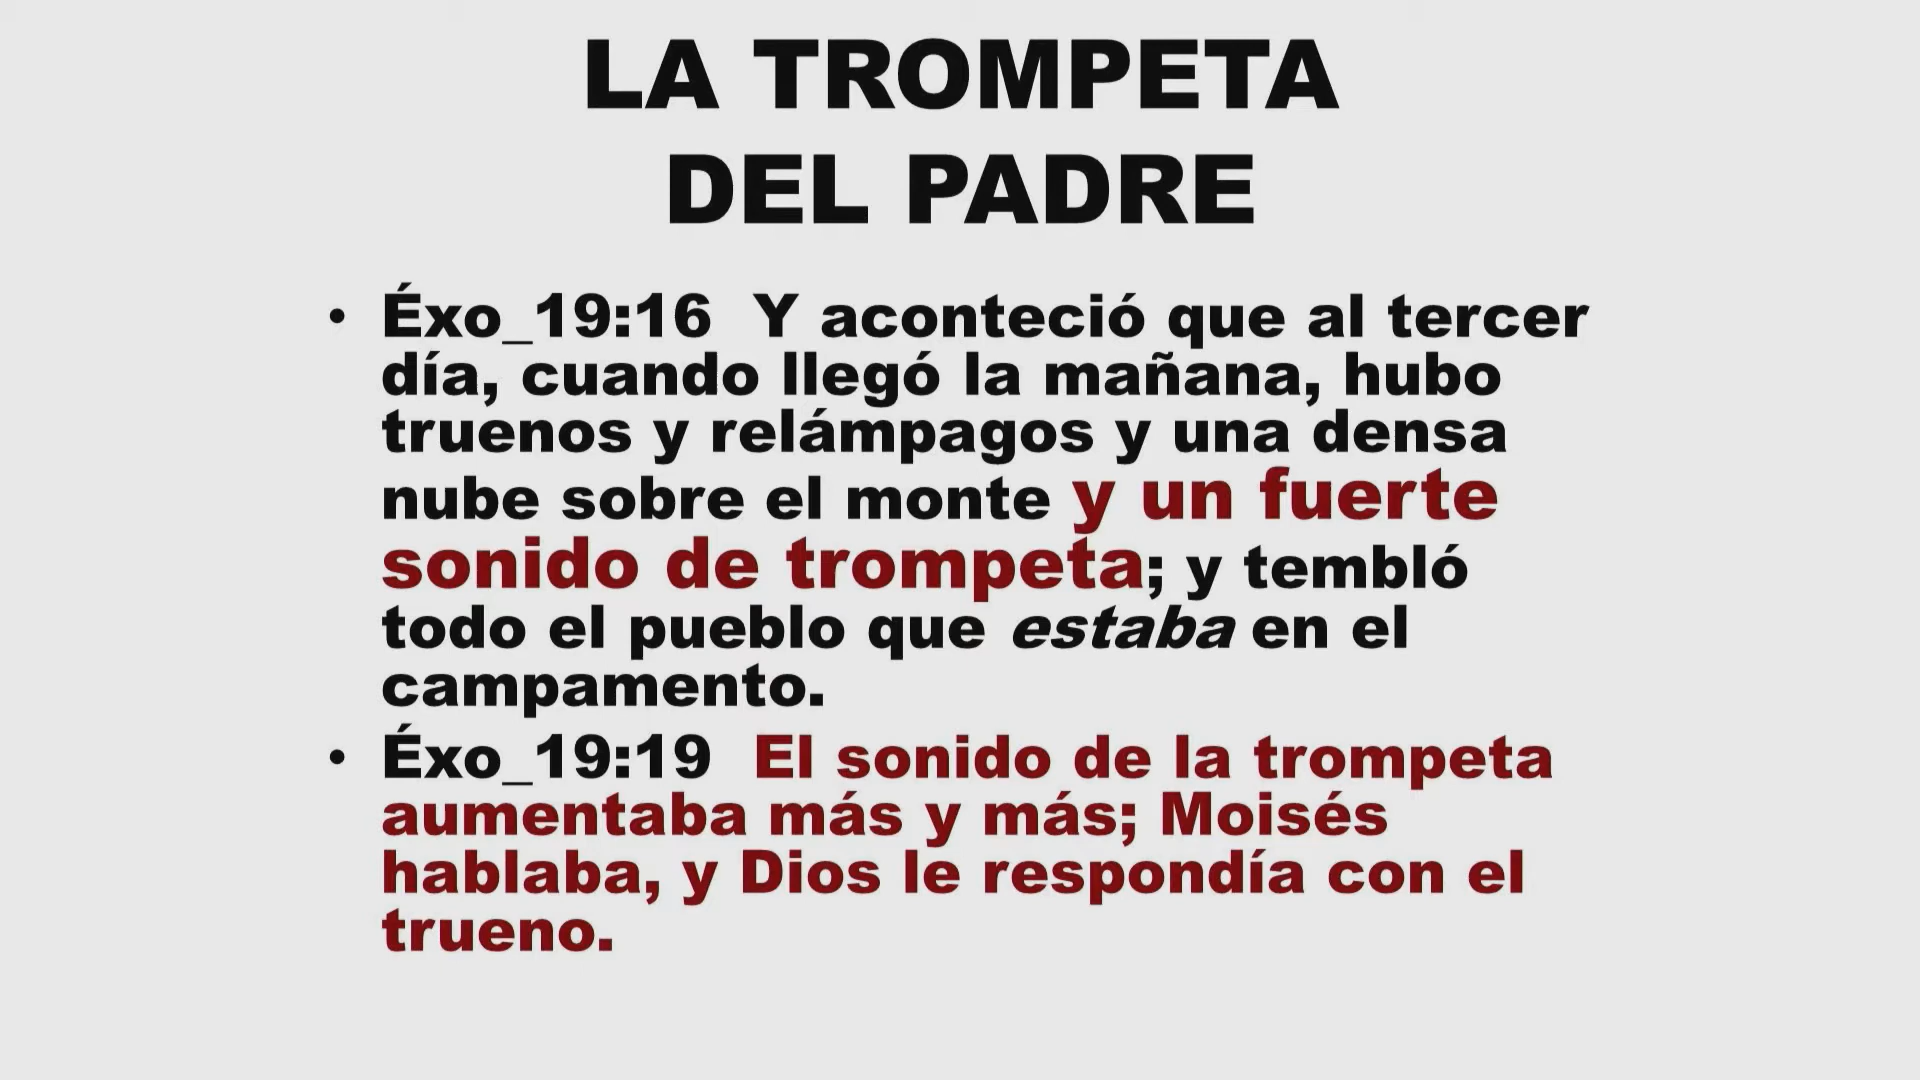 LA TROMPETA
DEL PADRE
• Éxo_19:16  Y aconteció que al tercer
día, cuando llegó la mañana, hubo
truenos y relámpagos y una densa
nube sobre el monte y un fuerte
sonido de trompeta; y tembló
todo el pueblo que estaba en el
campamento.
• Éxo_19:19  El sonido de la trompeta
aumentaba más y más; Moisés
hablaba, y Dios le respondía con el
trueno.